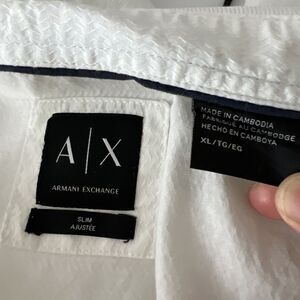 A|X
ARMANI EXCHANGE
SLIM
AJUSTÉE
MADE IN CAMBODIA
FABRIQUÉ AU CAMBODGE
HECHO EN CAMBOYA
XL/TG/EG